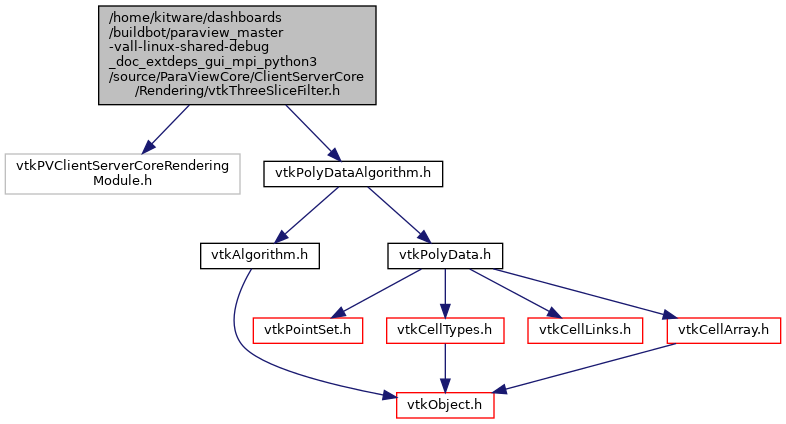 /home/kitware/dashboards
/buildbot/paraview_master
-vall-linux-shared-debug
_doc_extdeps_gui_mpi_python3
/source/ParaViewCore/ClientServerCore
/Rendering/vtkThreeSliceFilter.h
vtkPVClientServerCoreRendering
Module.h
vtkPolyDataAlgorithm.h
vtkAlgorithm.h
vtkPolyData.h
vtkPointSet.h
vtkCellTypes.h
vtkCellLinks.h
vtkCellArray.h
vtkObject.h